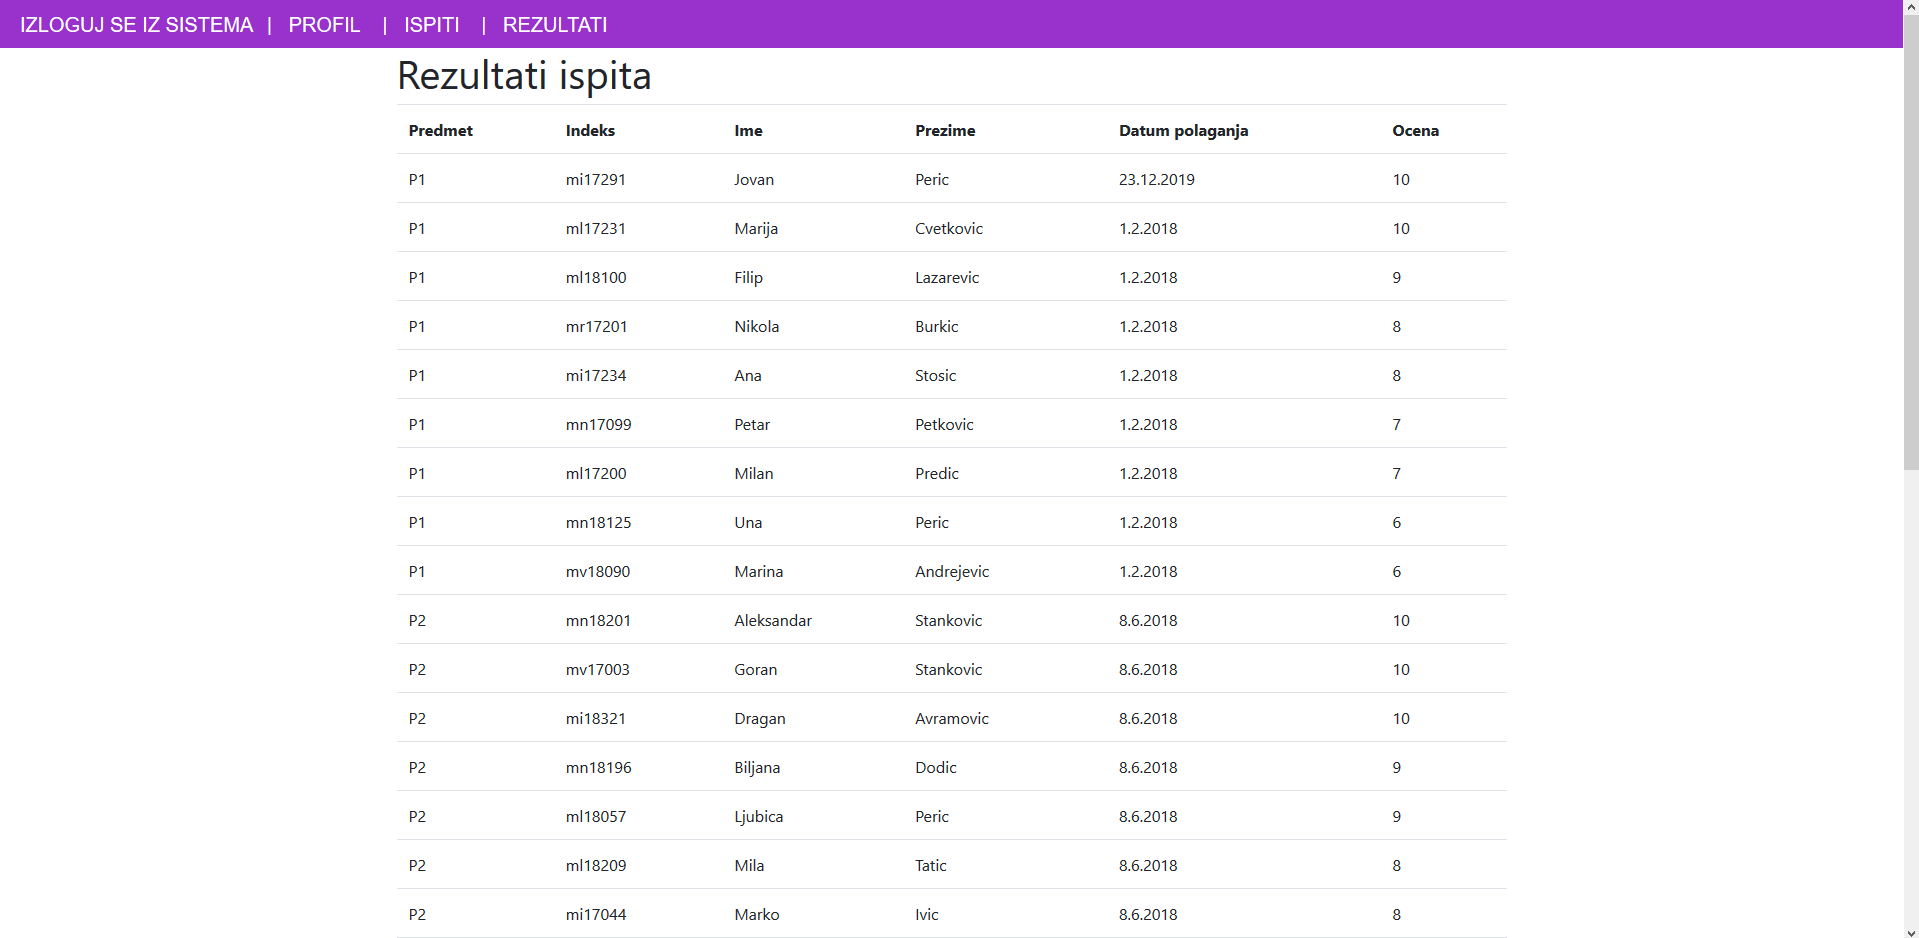 IZLOGUJ SE IZ SISTEMA | PROFIL | ISPITI | REZULTATI
Rezultati ispita
Predmet Indeks Ime Prezime Datum polaganja Ocena
P1 mi17291 Jovan Peric 23.12.2019 10
P1 ml17231 Marija Cvetkovic 1.2.2018 10
P1 ml18100 Filip Lazarevic 1.2.2018 9
P1 mr17201 Nikola Burkic 1.2.2018 8
P1 mi17234 Ana Stosic 1.2.2018 8
P1 mn17099 Petar Petkovic 1.2.2018 7
P1 ml17200 Milan Predic 1.2.2018 7
P1 mn18125 Una Peric 1.2.2018 6
P1 mv18090 Marina Andrejevic 1.2.2018 6
P2 mn18201 Aleksandar Stankovic 8.6.2018 10
P2 mv17003 Goran Stankovic 8.6.2018 10
P2 mi18321 Dragan Avramovic 8.6.2018 10
P2 mn18196 Biljana Dodic 8.6.2018 9
P2 ml18057 Ljubica Peric 8.6.2018 9
P2 ml18209 Mila Tatic 8.6.2018 8
P2 mi17044 Marko Ivic 8.6.2018 8